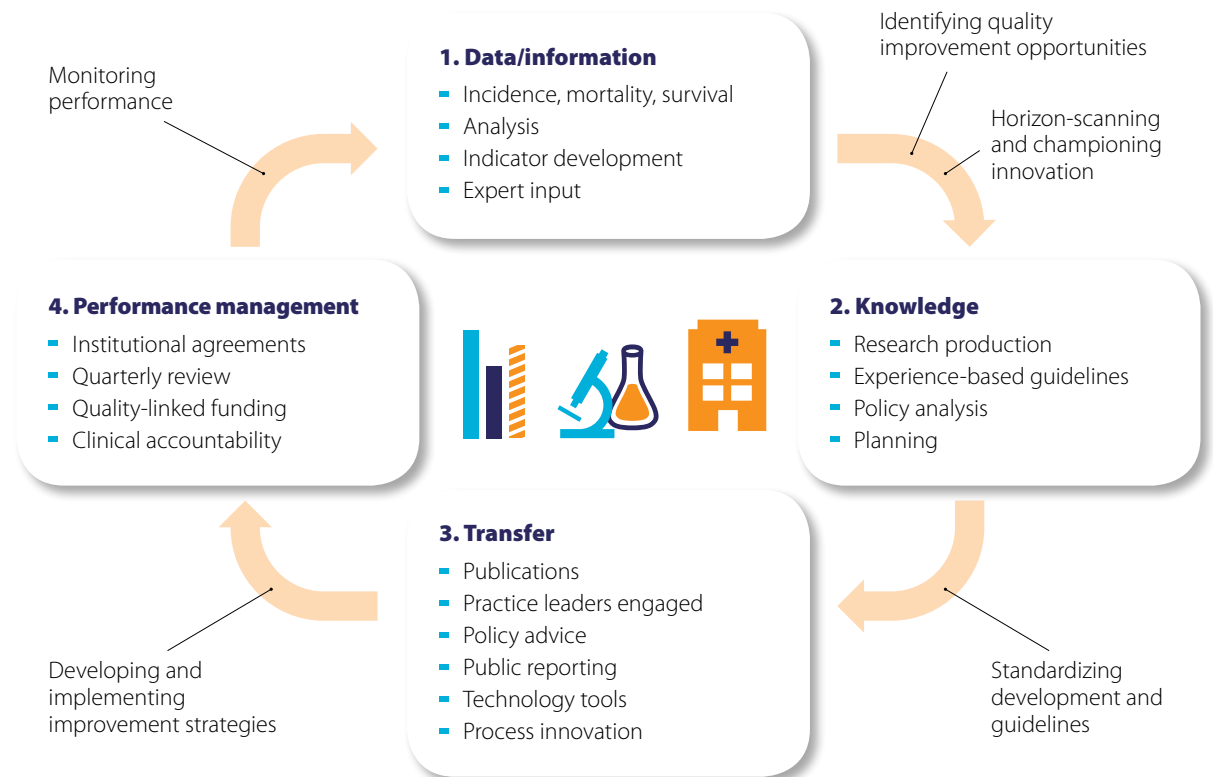 Monitoring
performance
1. Data/information
Incidence, mortality, survival
Analysis
Indicator development
Expert input
Identifying quality
improvement opportunities
Horizon-scanning
and championing
innovation
4. Performance management
Institutional agreements
Quarterly review
Quality-linked funding
Clinical accountability
2. Knowledge
Research production
Experience-based guidelines
Policy analysis
Planning
3. Transfer
Publications
Practice leaders engaged
Policy advice
Public reporting
Technology tools
Process innovation
Developing and
implementing
improvement strategies
Standardizing
development and
guidelines